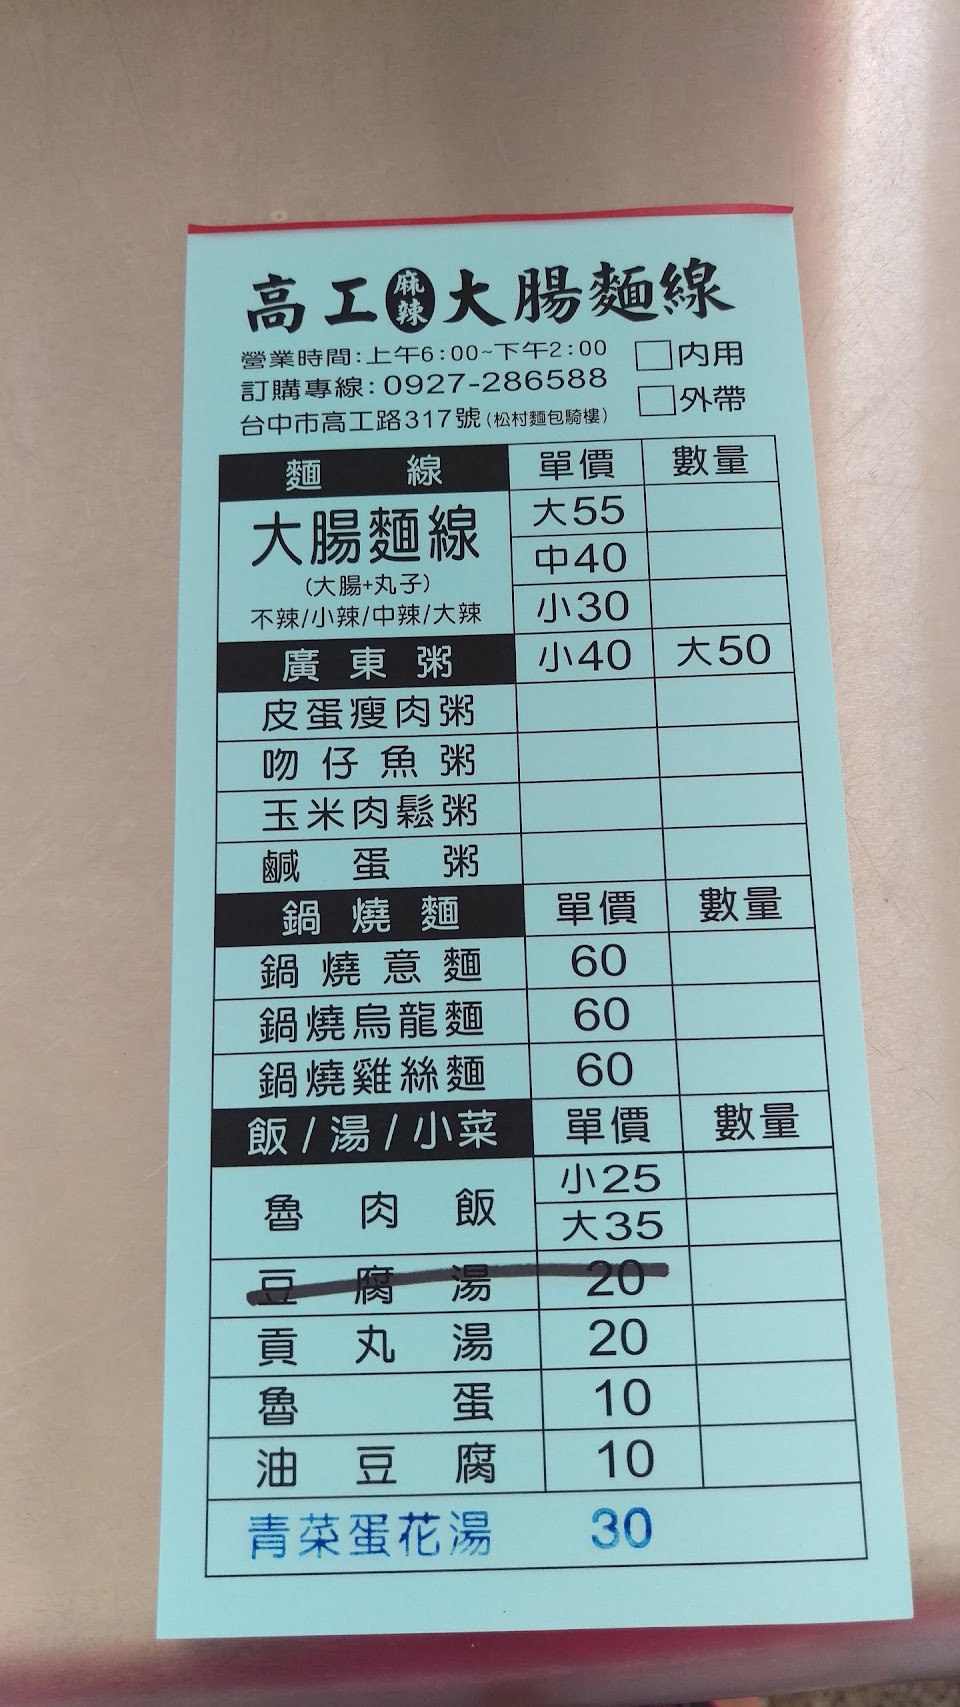 高工麻辣大腸麵線
營業時間:上午6:00~下午2:00
訂購專線:0927-286588
台中市高工路317號(松村麵包騎樓)
□內用
□外帶
麵線 單價 數量
大腸麵線 大55
(大腸+丸子) 中40
不辣/小辣/中辣/大辣 小30
廣東粥 小40 大50
皮蛋瘦肉粥
吻仔魚粥
玉米肉鬆粥
鹹蛋粥
鍋燒麵 單價 數量
鍋燒意麵 60
鍋燒烏龍麵 60
鍋燒雞絲麵 60
飯/湯/小菜 單價 數量
魯肉飯 小25
大35
豆腐湯 20
貢丸湯 20
魯蛋 10
油豆腐 10
青菜蛋花湯 30